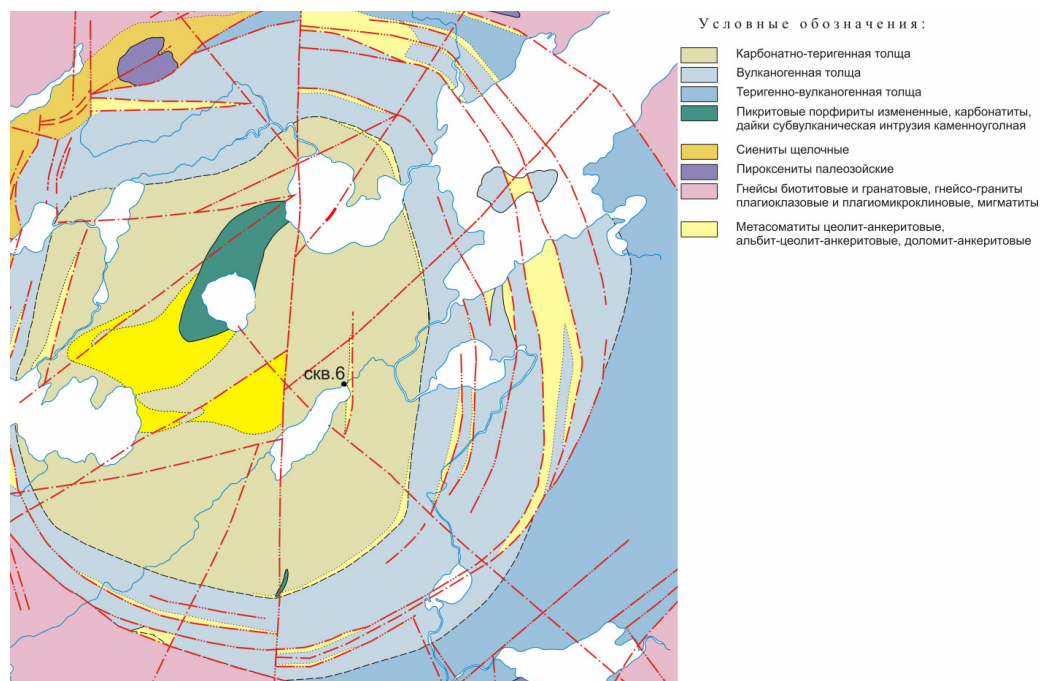 Условные обозначения:
Карбонатно-теригенная толща
Вулканогенная толща
Теригенно-вулканогенная толща
Пикритовые порфириты измененные, карбонатиты,
дайки субвулканическая интрузия каменноуголная
Сиениты щелочные
Пироксениты палеозойские
Гнейсы биотитовые и гранатовые, гнейсо-граниты
плагиоклазовые и плагиомикроклиновые, мигматиты
Метасоматиты цеолит-анкеритовые,
альбит-цеолит-анкеритовые, доломит-анкеритовые
скв.6